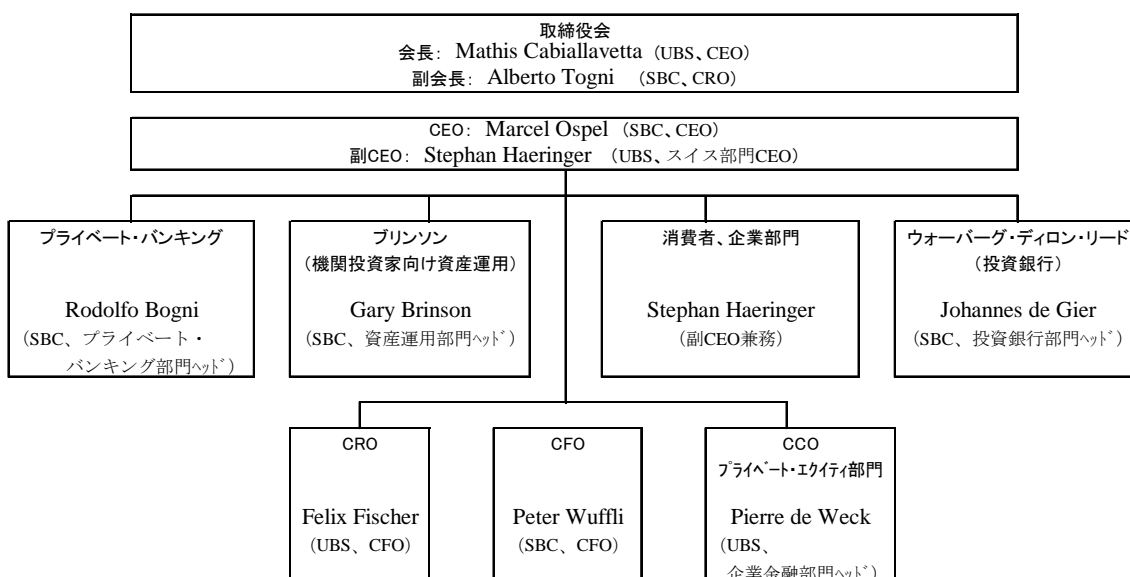 取締役会
会長： Mathis Cabiallavetta （UBS、CEO）
副会長： Alberto Togni （SBC、CRO）
CEO： Marcel Ospel （SBC、CEO）
副CEO： Stephan Haeringer （UBS、スイス部門CEO）
プライベート・バンキング
Rodolfo Bogni
（SBC、プライベート・
バンキング部門ﾍｯﾄﾞ）
ブリンソン
（機関投資家向け資産運用）
Gary Brinson
（SBC、資産運用部門ﾍｯﾄﾞ）
消費者、企業部門
Stephan Haeringer
（副CEO兼務）
ウォーバーグ・ディロン・リード
（投資銀行）
Johannes de Gier
（SBC、投資銀行部門ﾍｯﾄﾞ）
CRO
Felix Fischer
（UBS、CFO）
CFO
Peter Wuffli
（SBC、CFO）
CCO
ﾌﾟﾗｲﾍﾞｰﾄ・ｴｸｲﾃｨ部門
Pierre de Weck
（UBS、
企業金融部門ﾍｯﾄﾞ）